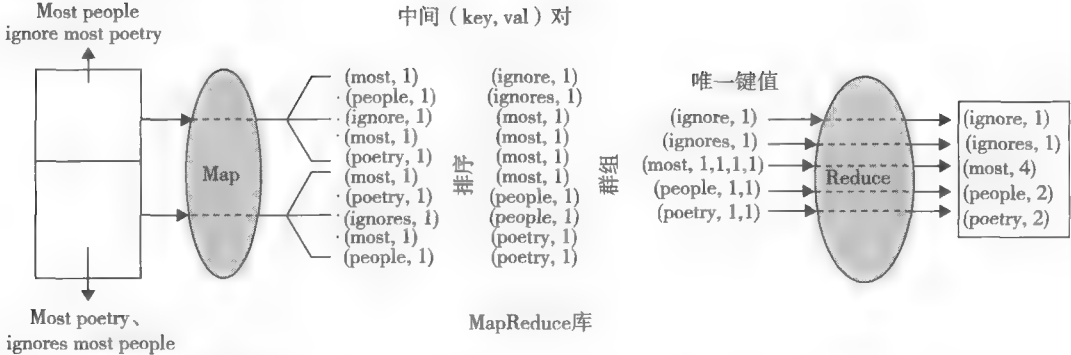 Most people
ignore most poetry
中间（key, val）对
Map
(most, 1)
(people, 1)
(ignore, 1)
(most, 1)
(poetry, 1)
(most, 1)
(poetry, 1)
(ignores, 1)
(most, 1)
(people, 1)
排序
(ignore, 1)
(ignores, 1)
(most, 1)
(most, 1)
(most, 1)
(most, 1)
(people, 1)
(people, 1)
(poetry, 1)
(poetry, 1)
群组
唯一键值
(ignore, 1)
(ignores, 1)
(most, 1,1,1,1)
(people, 1,1)
(poetry, 1,1)
Reduce
(ignore, 1)
(ignores, 1)
(most, 4)
(people, 2)
(poetry, 2)
Most poetry、
ignores most people
MapReduce库